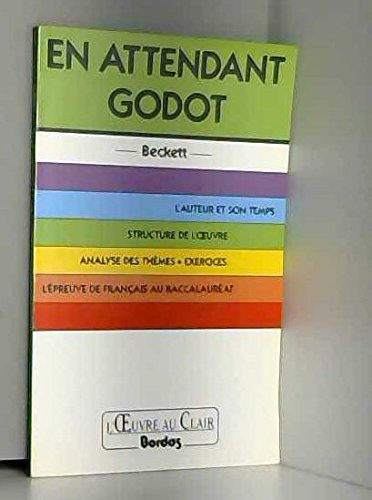 EN ATTENDANT
GODOT
Beckett
L'AUTEUR ET SON TEMPS
STRUCTURE DE L'ŒUVRE
ANALYSE DES THÈMES • EXERCICES
L'ÉPREUVE DE FRANÇAIS AU BACCALAURÉAT
L'ŒUVRE AU CLAIR
Bordas